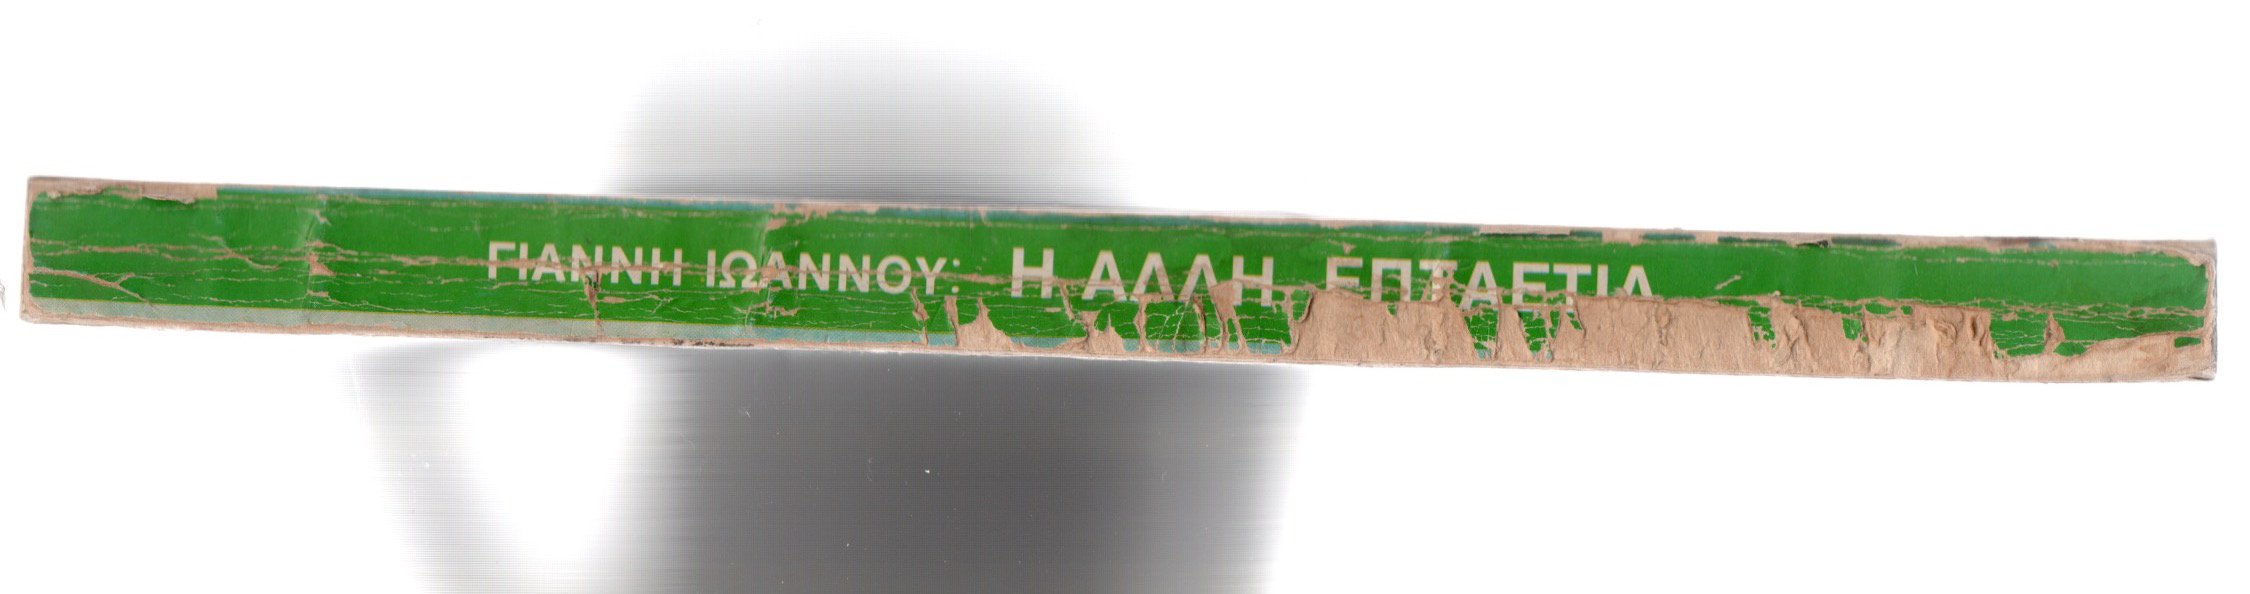 ΓΙΑΝΝΗ ΙΩΑΝΝΟΥ: Η ΑΛΛΗ ΕΠΤΑΕΤΙΑ